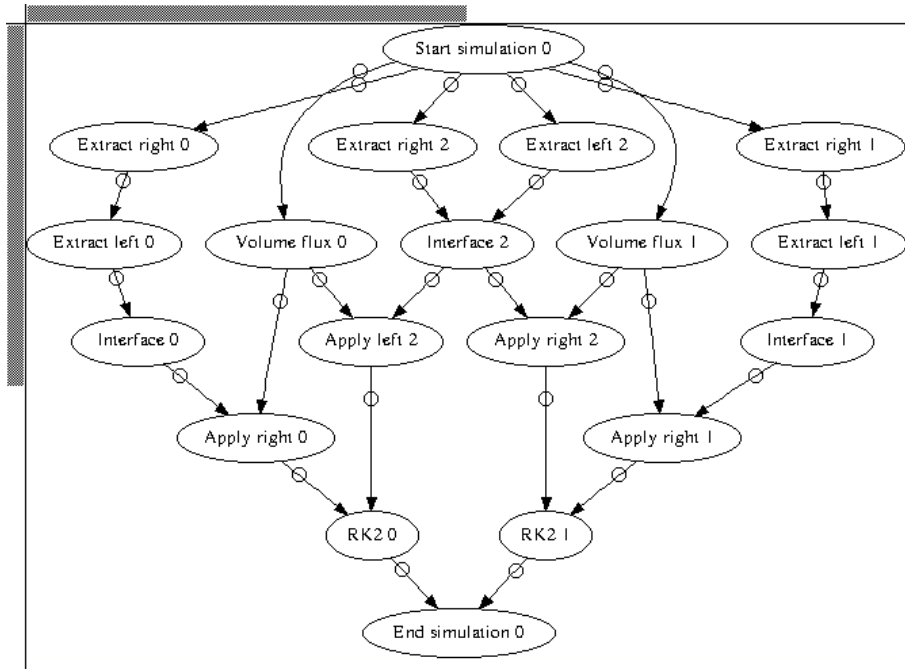 Start simulation 0
Extract right 0
Extract right 2
Extract left 2
Extract right 1
Extract left 0
Volume flux 0
Interface 2
Volume flux 1
Extract left 1
Interface 0
Apply left 2
Apply right 2
Interface 1
Apply right 0
Apply right 1
RK2 0
RK2 1
End simulation 0